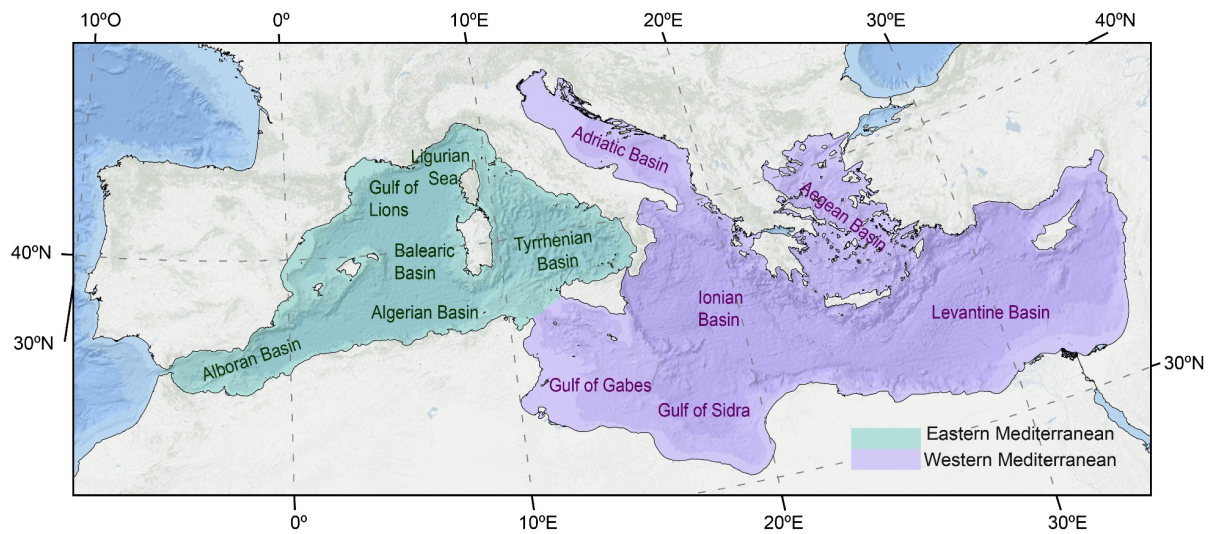 10ºO 0º 10ºE 20ºE 30ºE 40ºN
Adriatic Basin
Ligurian
Sea
Gulf of
Lions
Aegean Basin
Tyrrhenian
Basin
Balearic
Basin
40ºN
Ionian
Basin
Levantine Basin
Algerian Basin
30ºN
Alboran Basin
30ºN
Gulf of Gabes
Gulf of Sidra
Eastern Mediterranean
Western Mediterranean
0º 10ºE 20ºE 30ºE